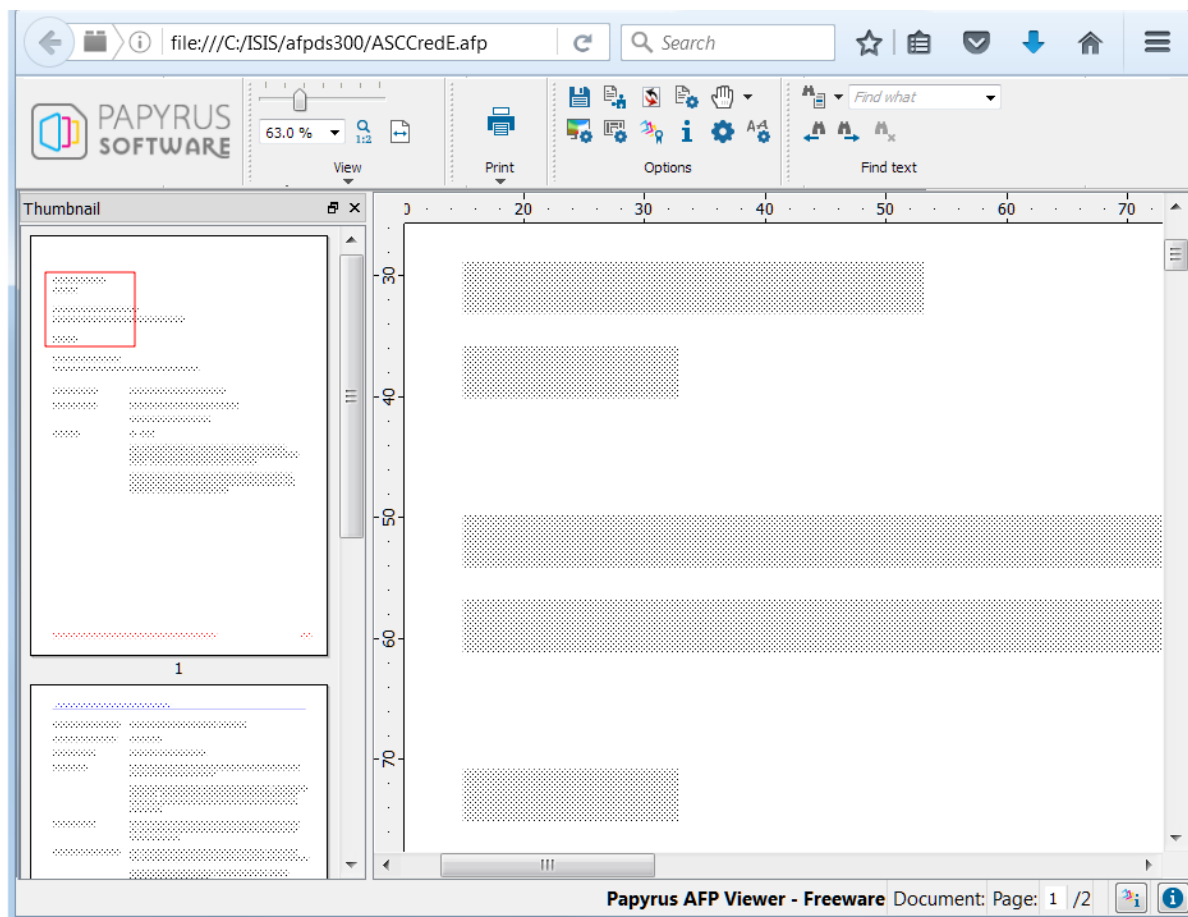 file:///C:/ISIS/afpds300/ASCCredE.afp
Search
PAPYRUS
SOFTWARE
63.0 %
1:2
View
Print
Options
Find what
Find text
Thumbnail
20 30 40 50 60 70
30
40
50
60
70
1
Papyrus AFP Viewer - Freeware Document: Page: 1 /2